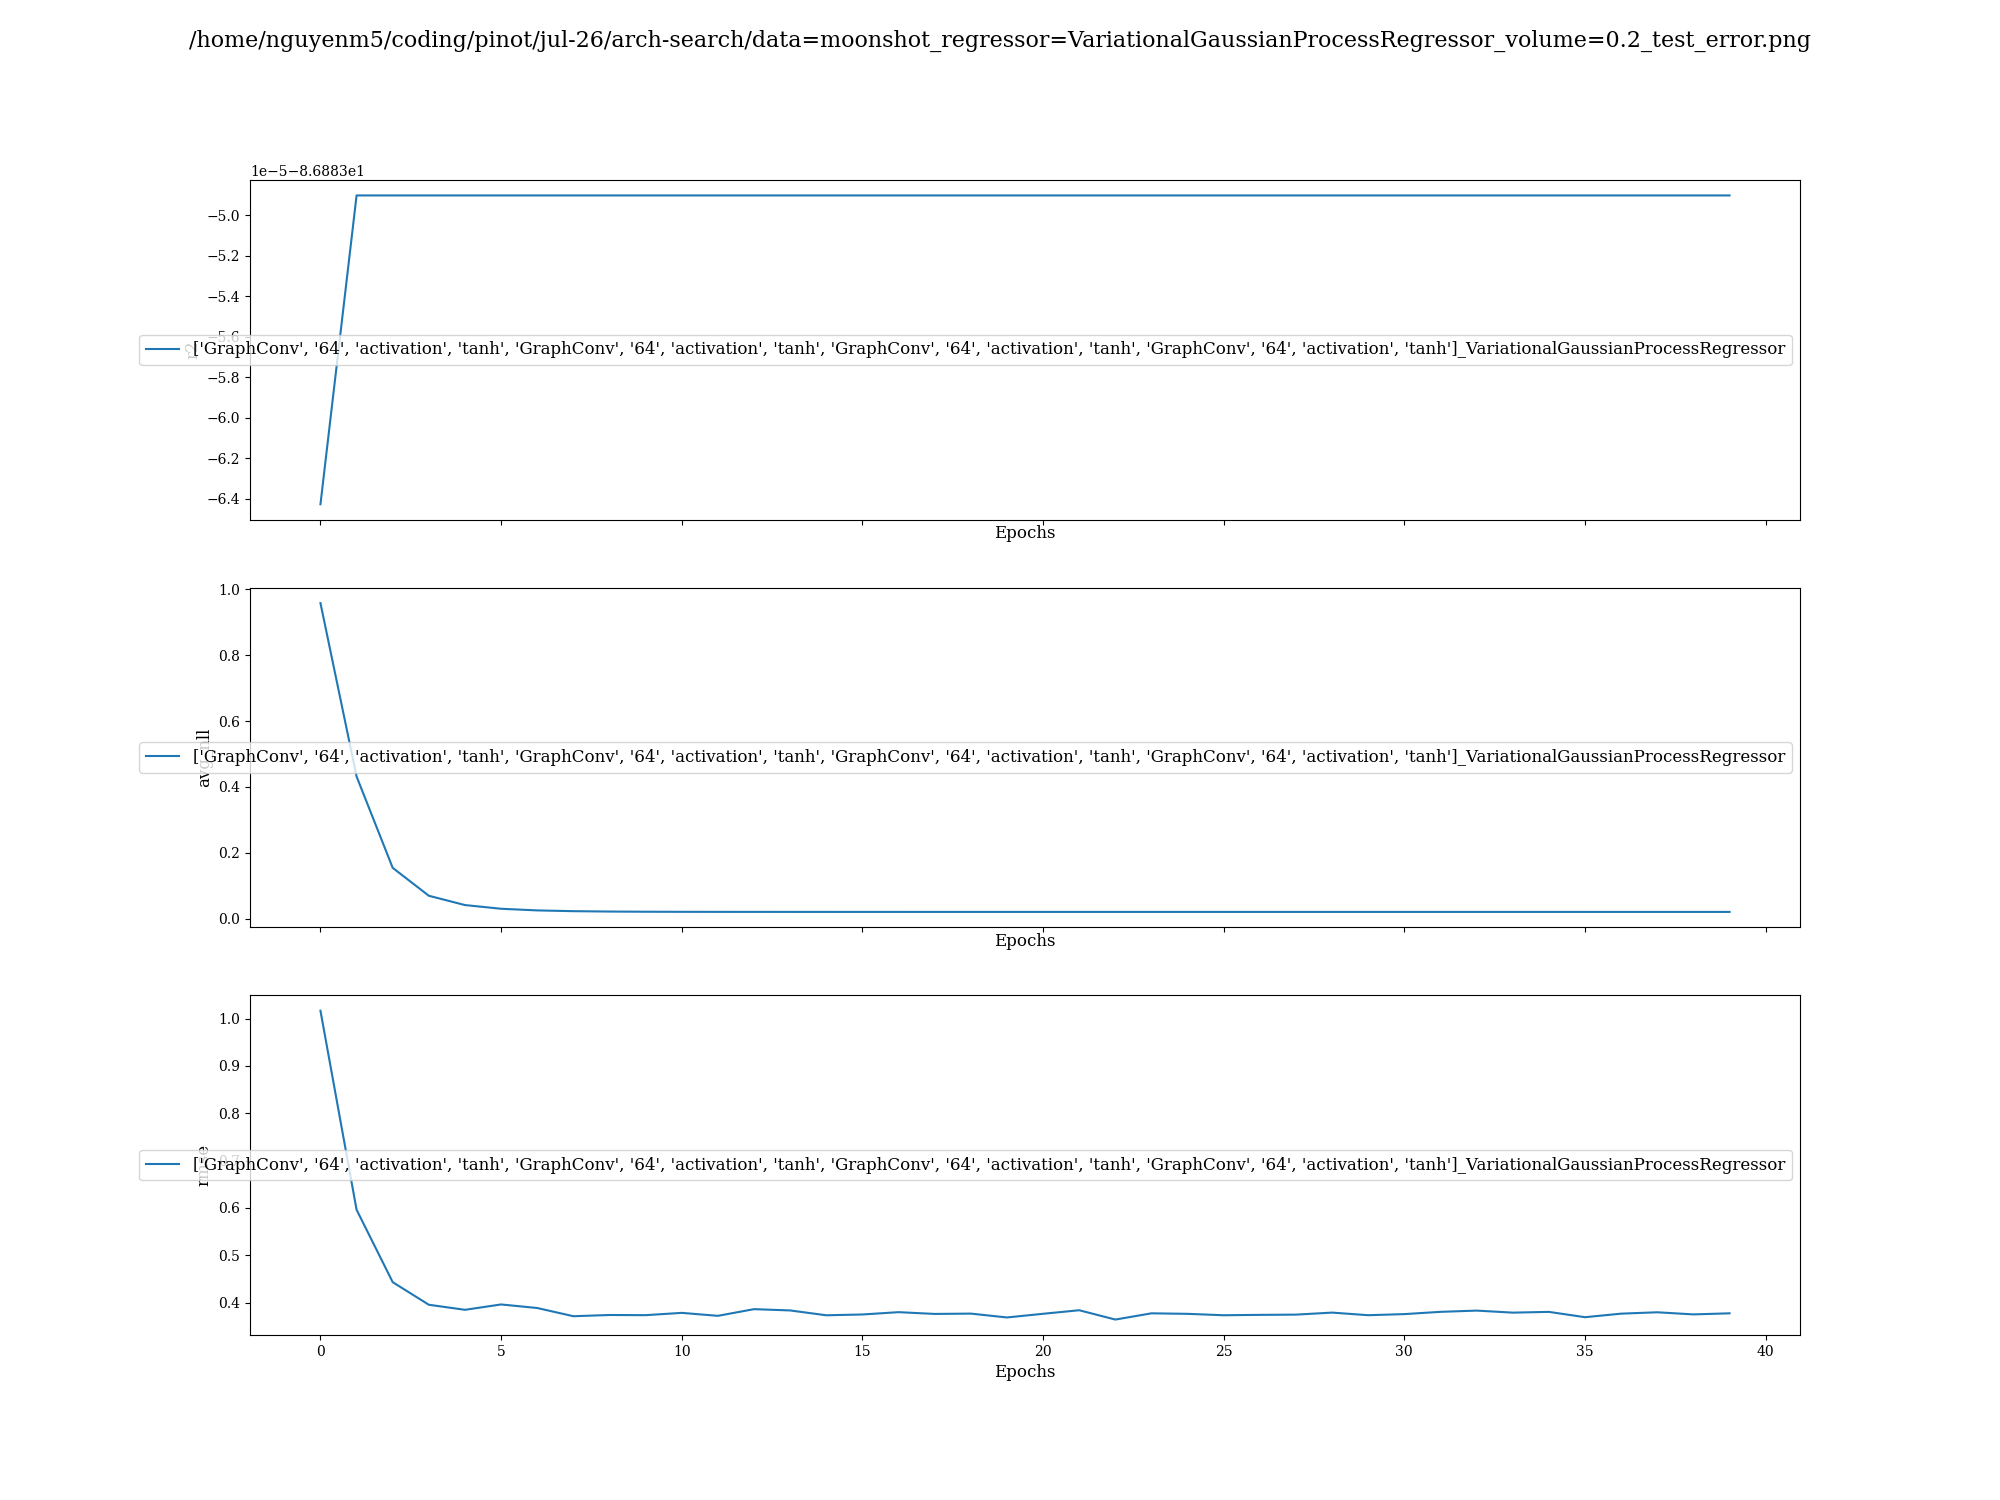 /home/nguyenm5/coding/pinot/jul-26/arch-search/data=moonshot_regressor=VariationalGaussianProcessRegressor_volume=0.2_test_error.png
1e−5−8.6883e1
−5.0
−5.2
−5.4
−5.6
['GraphConv', '64', 'activation', 'tanh', 'GraphConv', '64', 'activation', 'tanh', 'GraphConv', '64', 'activation', 'tanh', 'GraphConv', '64', 'activation', 'tanh']_VariationalGaussianProcessRegressor
−5.8
−6.0
−6.2
−6.4
Epochs
1.0
0.8
0.6
['GraphConv', '64', 'activation', 'tanh', 'GraphConv', '64', 'activation', 'tanh', 'GraphConv', '64', 'activation', 'tanh', 'GraphConv', '64', 'activation', 'tanh']_VariationalGaussianProcessRegressor
0.4
0.2
0.0
Epochs
1.0
0.9
0.8
['GraphConv', '64', 'activation', 'tanh', 'GraphConv', '64', 'activation', 'tanh', 'GraphConv', '64', 'activation', 'tanh', 'GraphConv', '64', 'activation', 'tanh']_VariationalGaussianProcessRegressor
0.6
0.5
0.4
0 5 10 15 20 25 30 35 40
Epochs